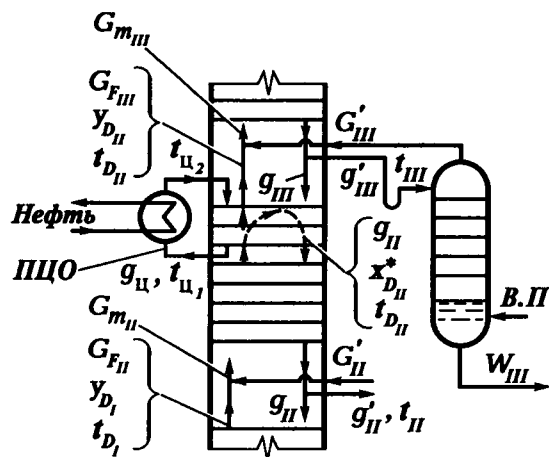 G_{m_{III}}
G_{F_{III}}
y_{D_{II}}
t_{D_{II}}
t_{ц_2}
g_{III}
G'_{III}
g'_{III}
t_{III}
Нефть
ПЦО
g_ц, t_{ц_1}
g_{II}
x^*_{D_{II}}
t_{D_{II}}
В.П
W_{III}
G_{m_{II}}
G_{F_{II}}
y_{D_I}
t_{D_I}
g_{II}
G'_{II}
g'_{II}, t_{II}